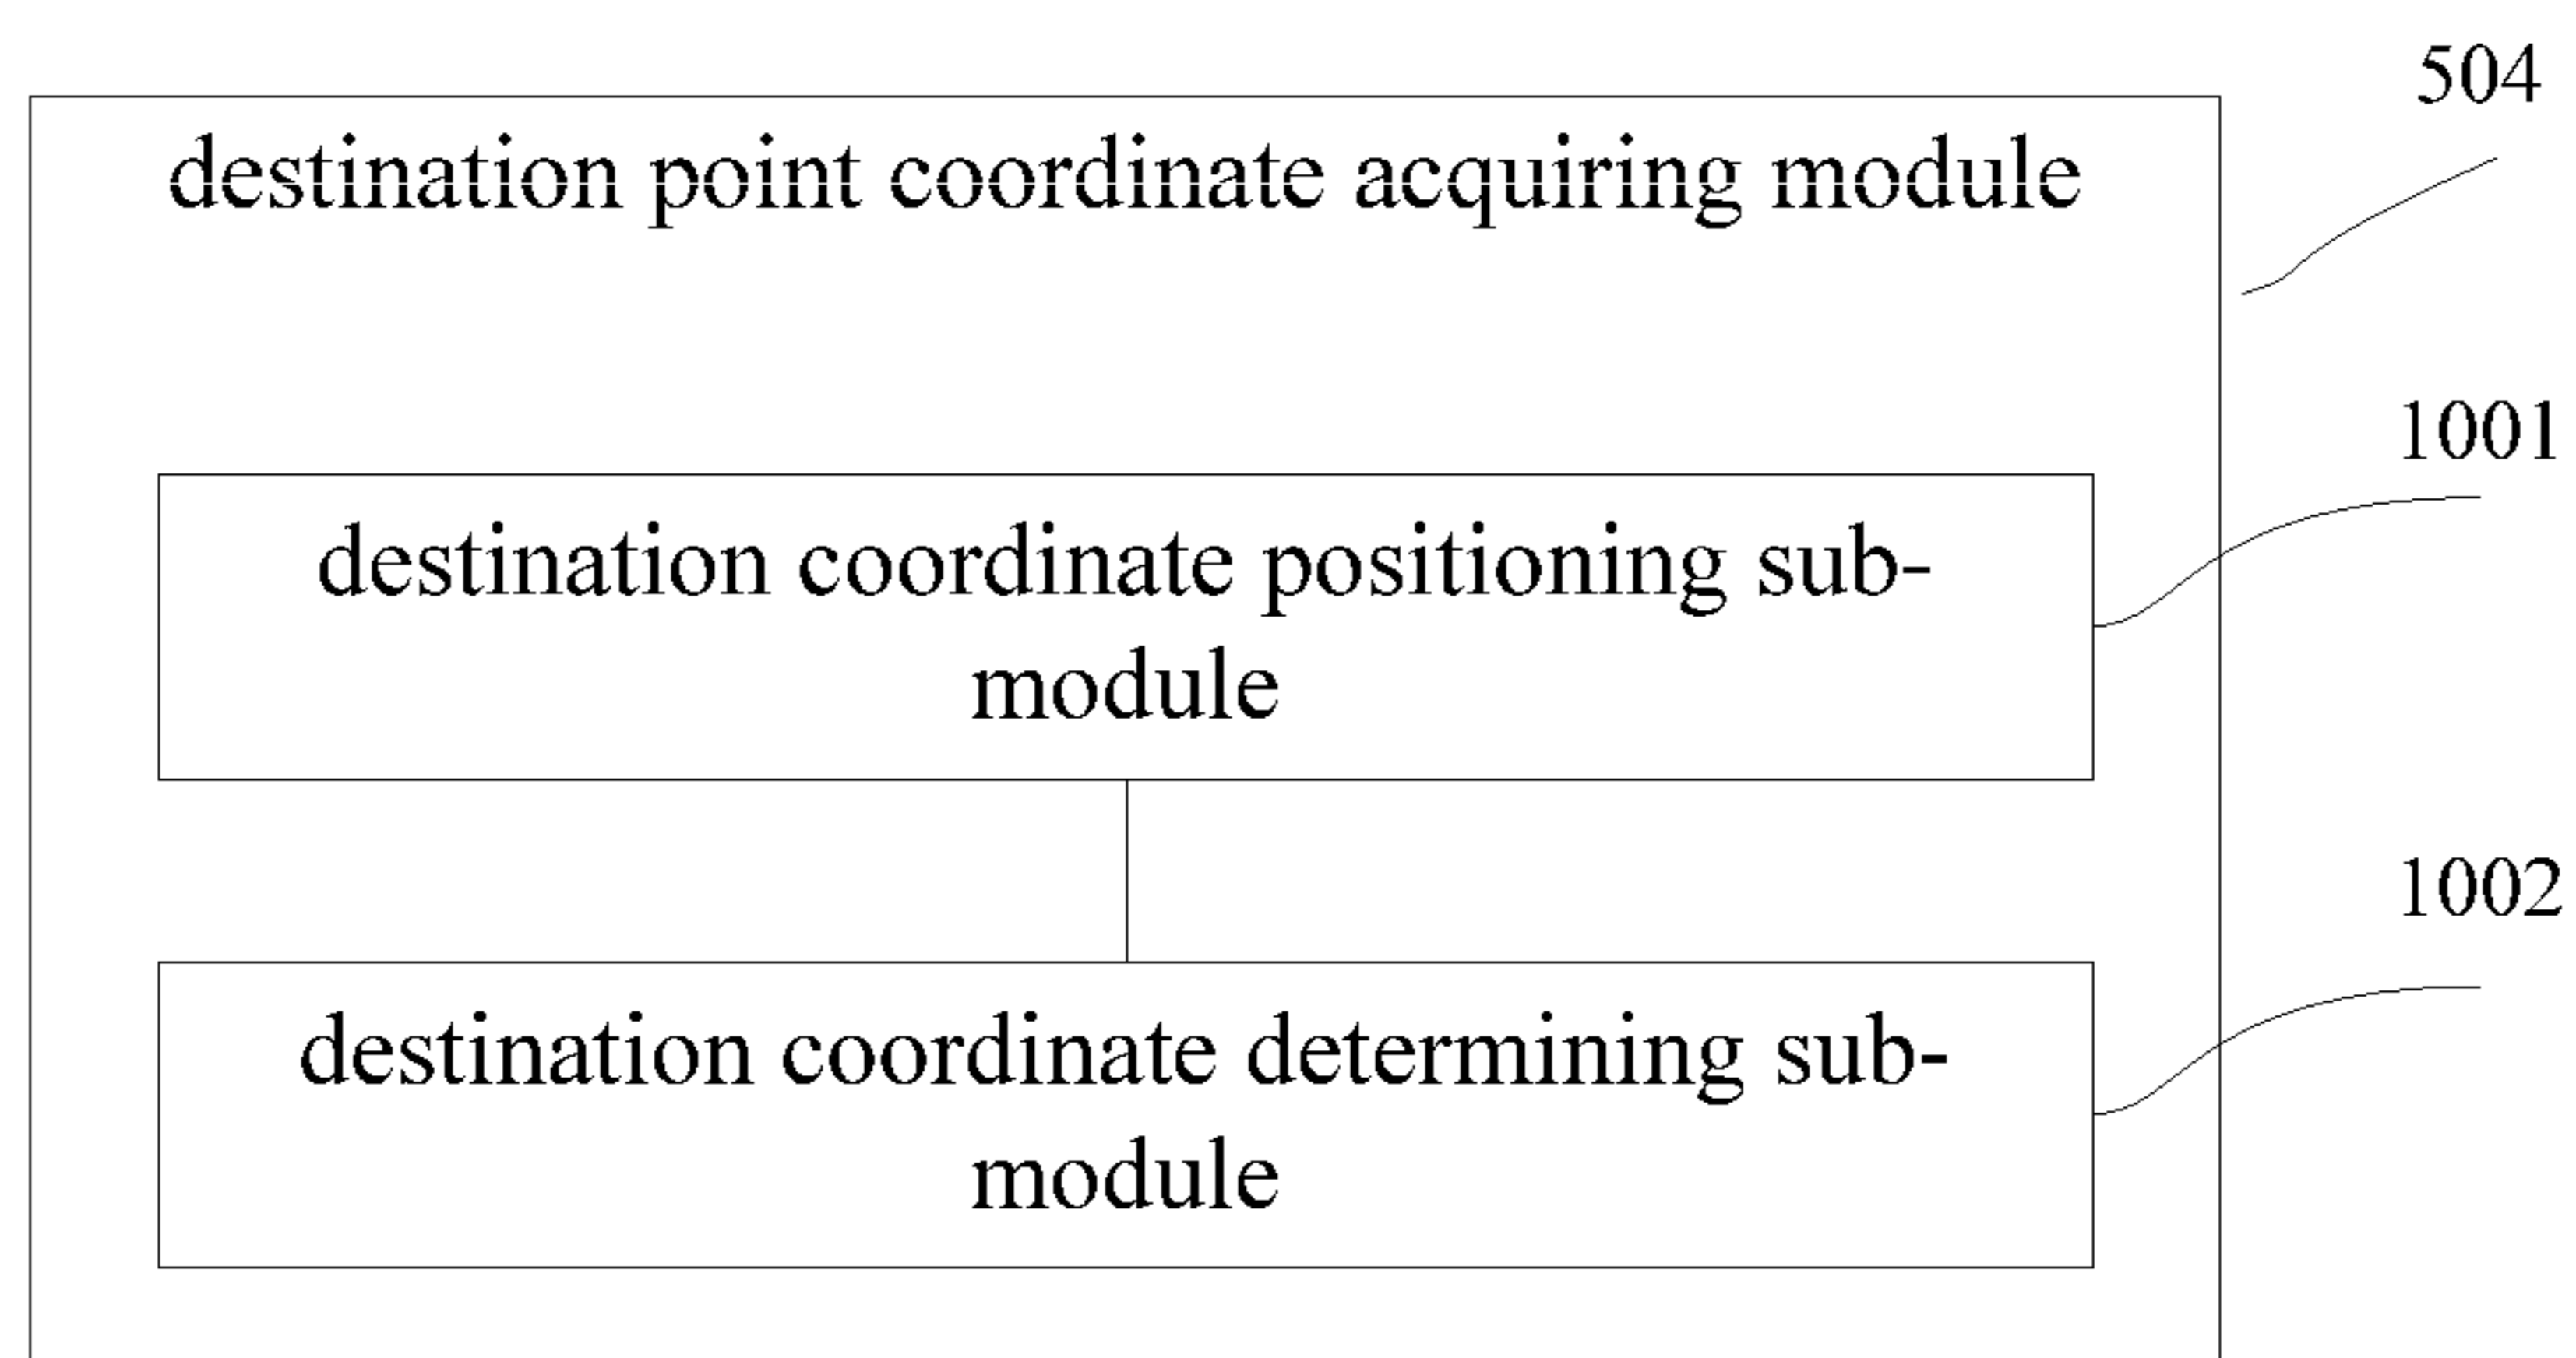 504
destination point coordinate acquiring module
1001
destination coordinate positioning sub-
module
1002
destination coordinate determining sub-
module